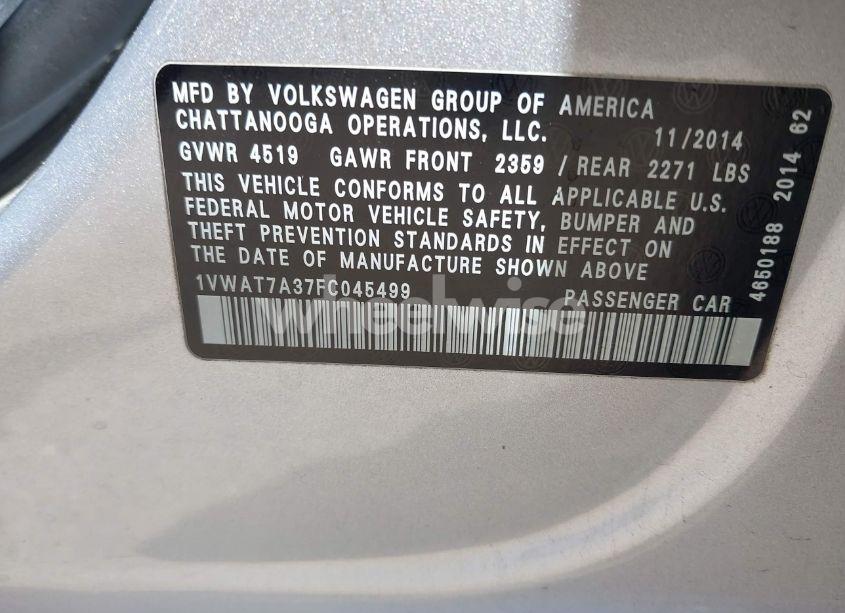 MFD BY VOLKSWAGEN GROUP OF AMERICA
CHATTANOOGA OPERATIONS, LLC. 11/2014
GVWR 4519 GAWR FRONT 2359 / REAR 2271 LBS
THIS VEHICLE CONFORMS TO ALL APPLICABLE U.S.
FEDERAL MOTOR VEHICLE SAFETY, BUMPER AND
THEFT PREVENTION STANDARDS IN EFFECT ON
THE DATE OF MANUFACTURE SHOWN ABOVE
1VWAT7A37FC045499 PASSENGER CAR
4650188 2014 62
wheelwise